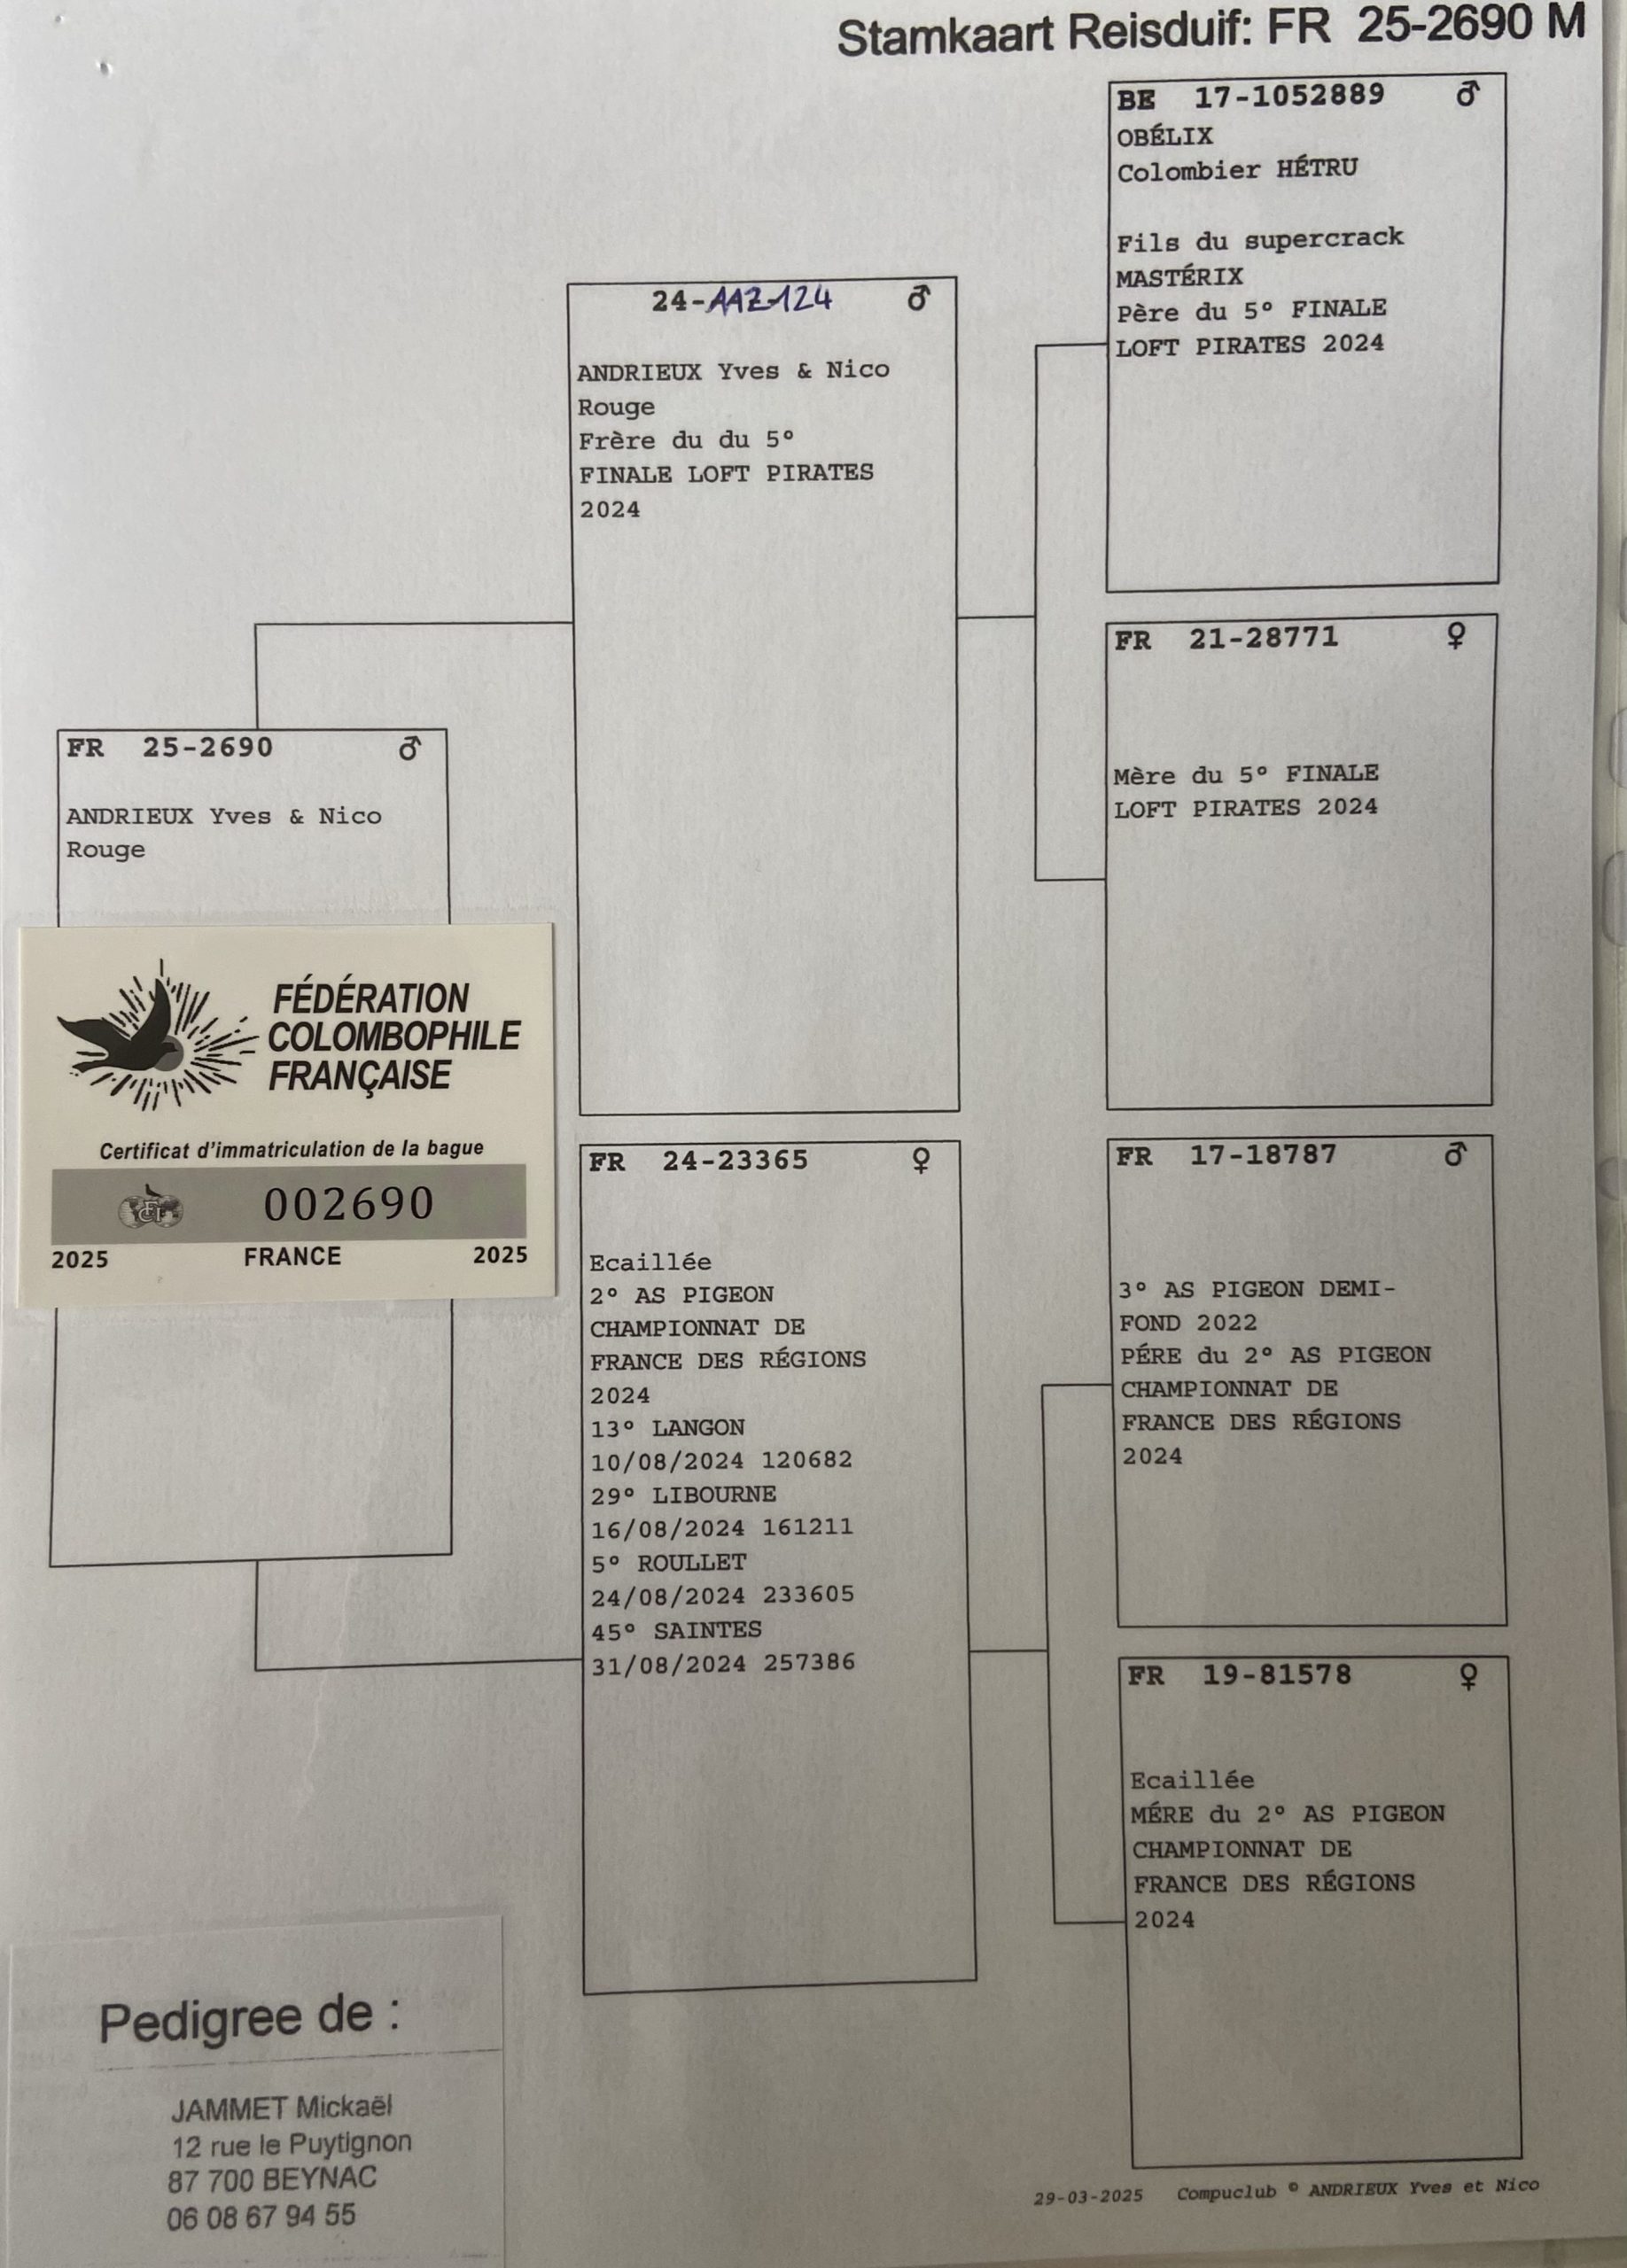 Stamkaart Reisduif: FR 25-2690 M
BE 17-1052889 ♂
OBÉLIX
Colombier HÉTRU
Fils du supercrack
MASTÉRIX
Père du 5° FINALE
LOFT PIRATES 2024
24-AAZ-124 ♂
ANDRIEUX Yves & Nico
Rouge
Frère du du 5°
FINALE LOFT PIRATES
2024
FR 21-28771 ♀
Mère du 5° FINALE
LOFT PIRATES 2024
FR 25-2690 ♂
ANDRIEUX Yves & Nico
Rouge
FÉDÉRATION
COLOMBOPHILE
FRANÇAISE
Certificat d'immatriculation de la bague
002690
2025 FRANCE 2025
FR 24-23365 ♀
Ecaillée
2° AS PIGEON
CHAMPIONNAT DE
FRANCE DES RÉGIONS
2024
13° LANGON
10/08/2024 120682
29° LIBOURNE
16/08/2024 161211
5° ROULLET
24/08/2024 233605
45° SAINTES
31/08/2024 257386
FR 17-18787 ♂
3° AS PIGEON DEMI-
FOND 2022
PÉRE du 2° AS PIGEON
CHAMPIONNAT DE
FRANCE DES RÉGIONS
2024
FR 19-81578 ♀
Ecaillée
MÉRE du 2° AS PIGEON
CHAMPIONNAT DE
FRANCE DES RÉGIONS
2024
Pedigree de :
JAMMET Mickaël
12 rue le Puytignon
87 700 BEYNAC
06 08 67 94 55
29-03-2025 Compuclub © ANDRIEUX Yves et Nico